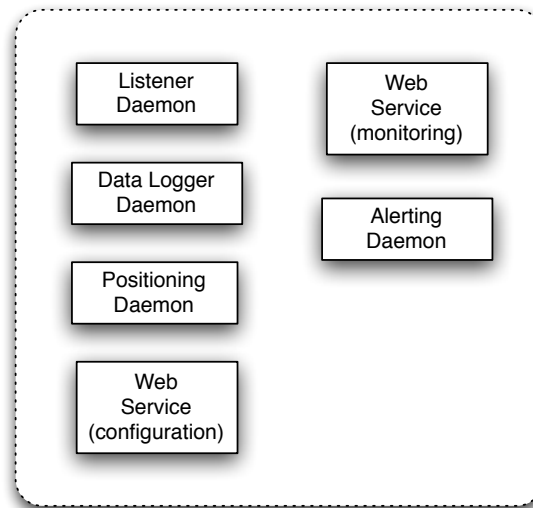 Listener
Daemon
Data Logger
Daemon
Positioning
Daemon
Web
Service
(configuration)
Web
Service
(monitoring)
Alerting
Daemon